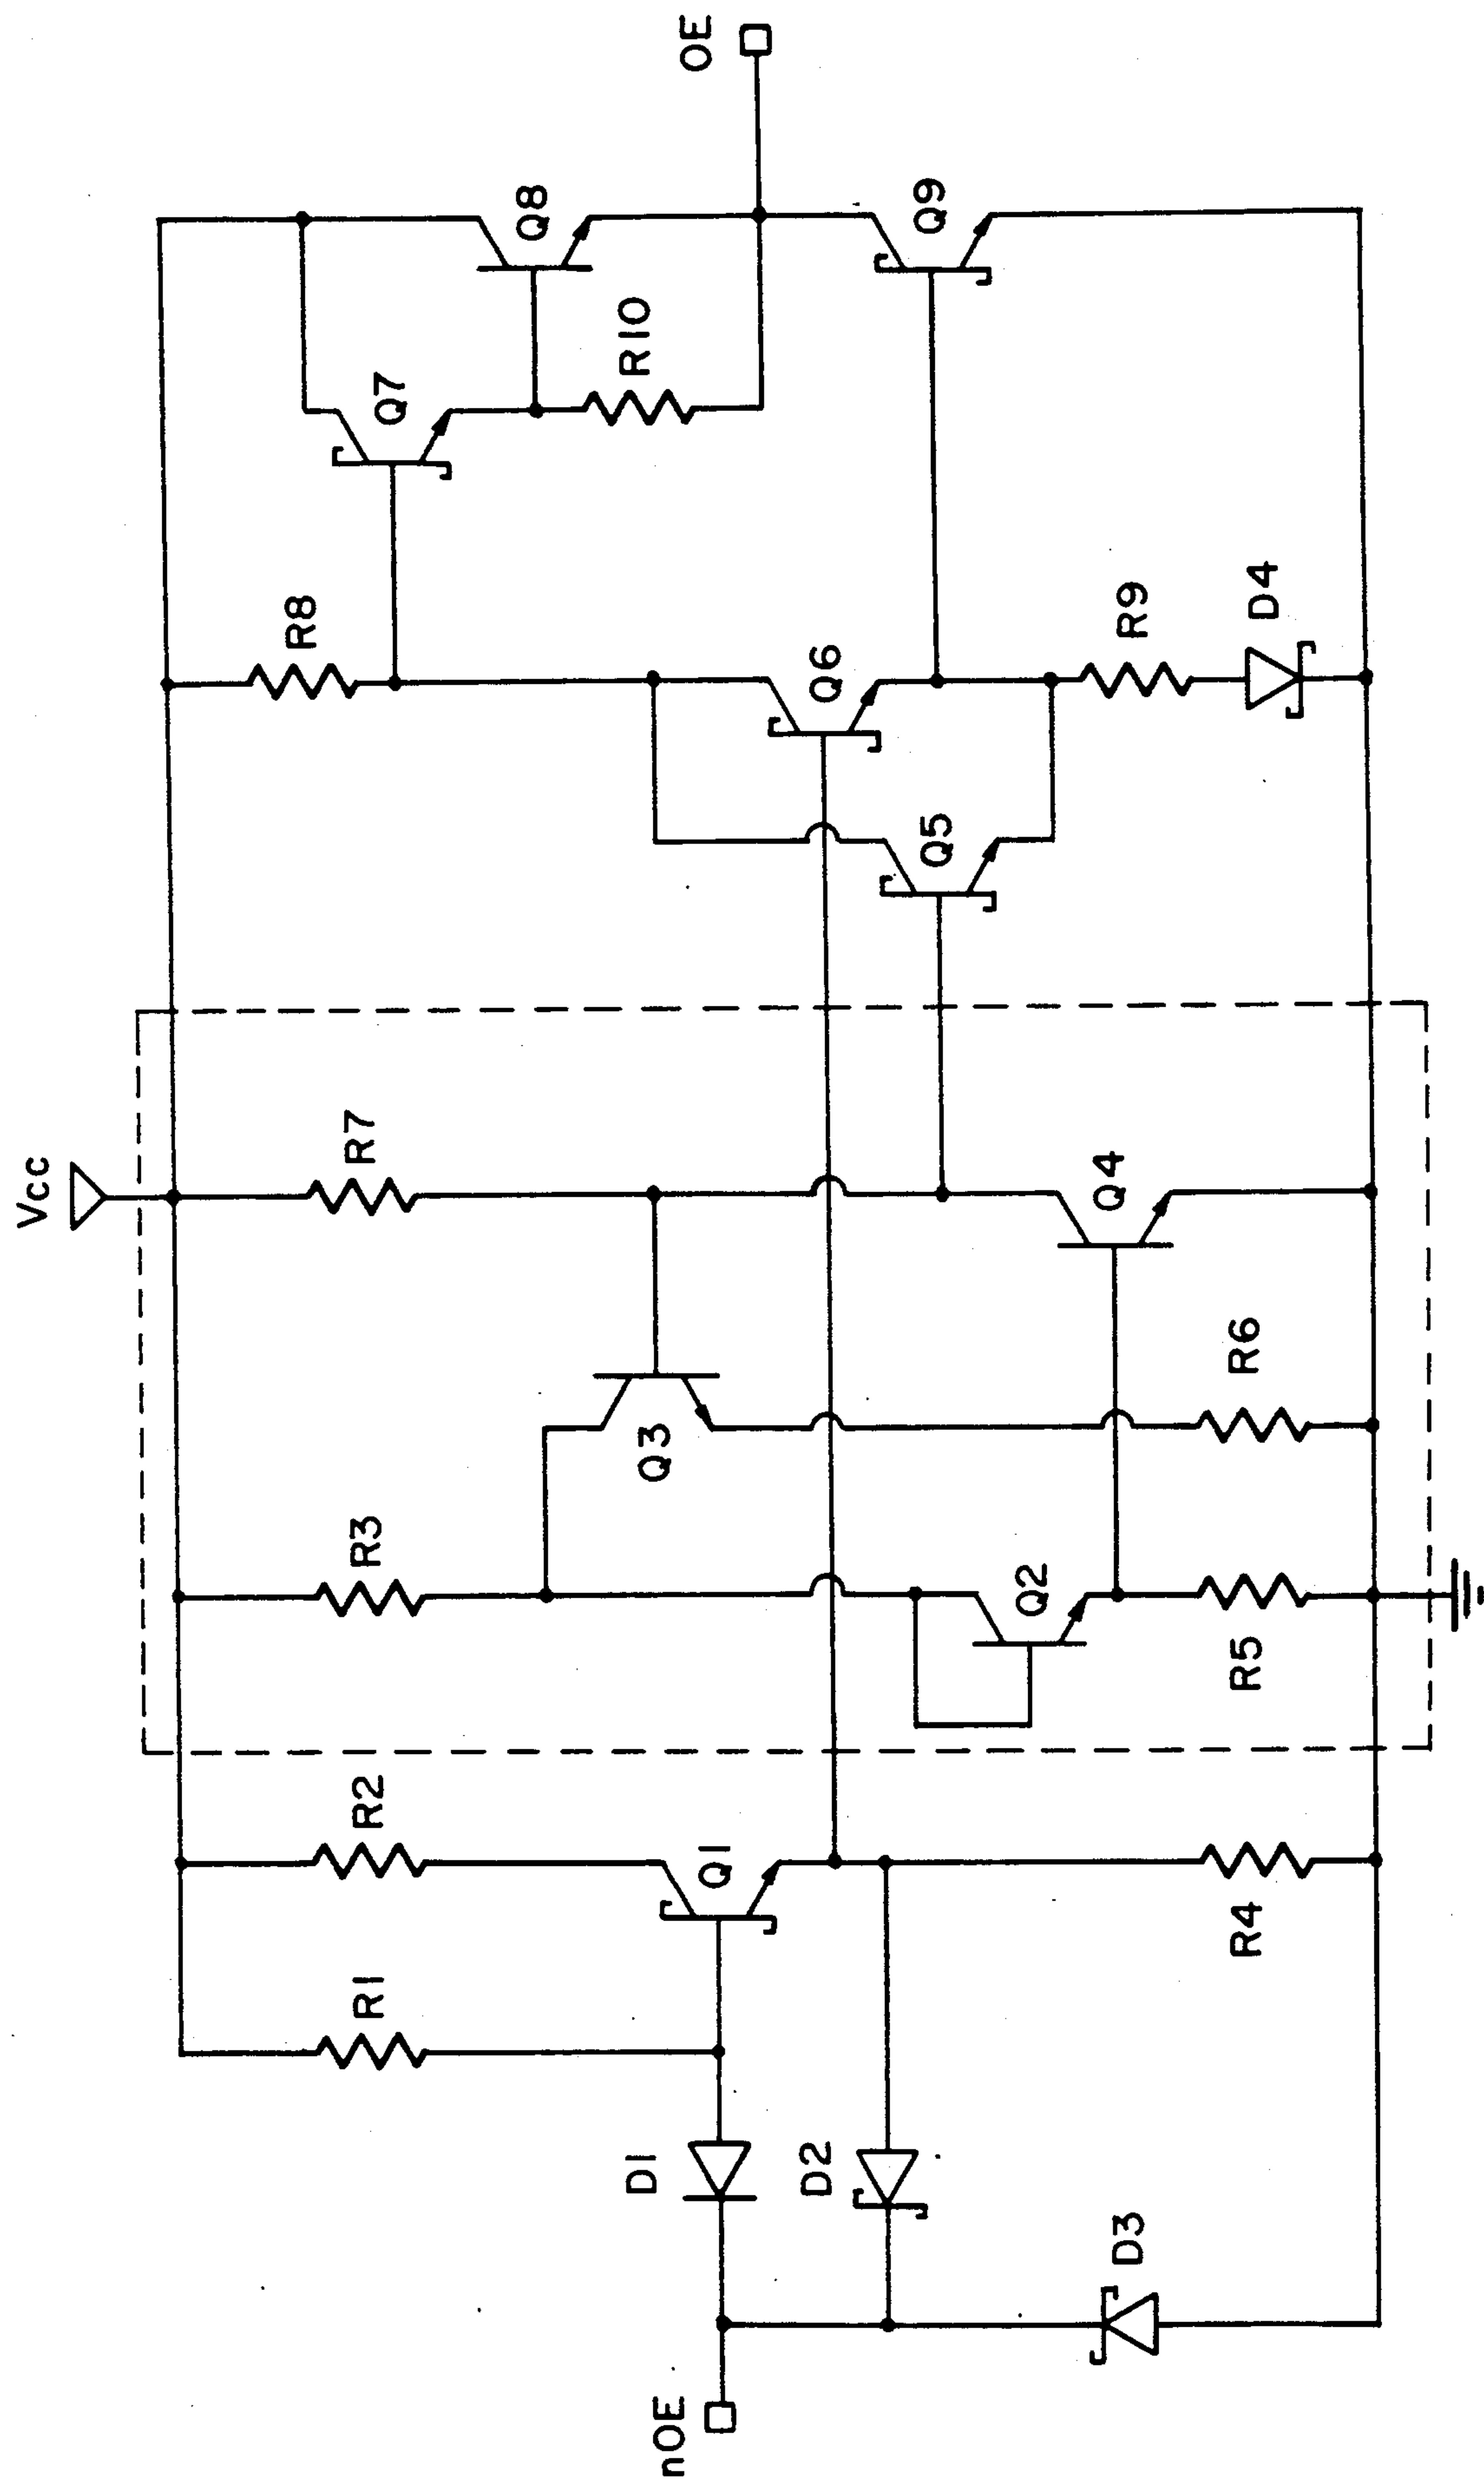 Vcc
R8
R1
R2
R3
R7
Q7
Q8
R10
D1
Q3
nOE
OE
Q1
D2
Q6
Q5
Q9
Q2
Q4
D3
R9
R4
R5
R6
D4